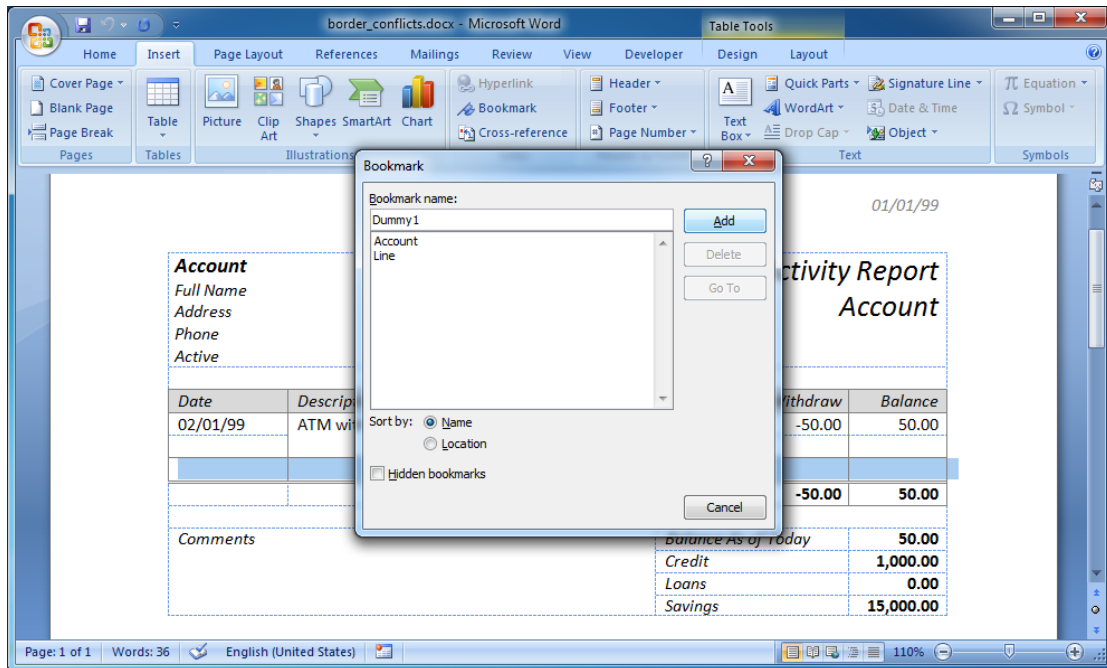 border_conflicts.docx - Microsoft Word
Table Tools
Home Insert Page Layout References Mailings Review View Developer Design Layout
Cover Page
Blank Page
Page Break
Pages
Table
Tables
Picture
Clip Art
Shapes
SmartArt
Chart
Illustrations
Hyperlink
Bookmark
Cross-reference
Header
Footer
Page Number
Text Box
Quick Parts
WordArt
Drop Cap
Signature Line
Date & Time
Object
Text
Equation
Symbol
Symbols
Bookmark
Bookmark name:
Dummy1
Account
Line
Add
Delete
Go To
Sort by: Name
Location
Hidden bookmarks
Cancel
01/01/99
Account
Full Name
Address
Phone
Active
Report
Account
Date Balance
02/01/99 ATM -50.00 50.00
-50.00 50.00
Comments
Balance As of Today 50.00
Credit 1,000.00
Loans 0.00
Savings 15,000.00
Page: 1 of 1 Words: 36 English (United States) 110%